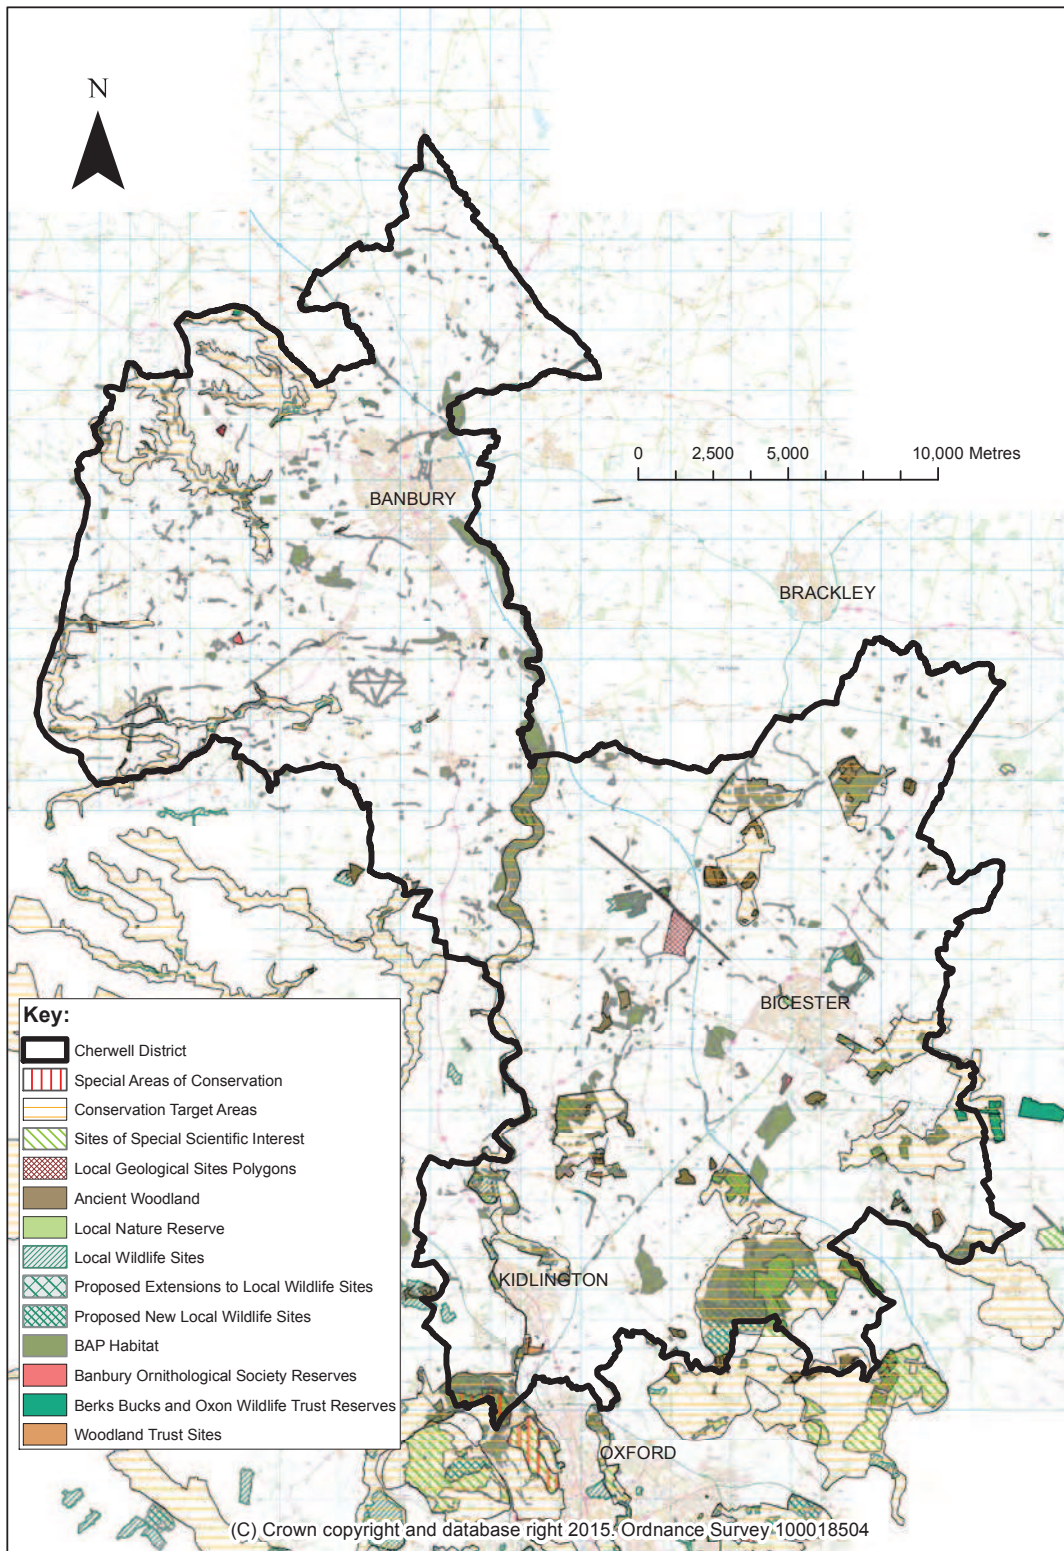 N
0 2,500 5,000 10,000 Metres
BANBURY
BRACKLEY
BICESTER
KIDLINGTON
OXFORD
Key:
Cherwell District
Special Areas of Conservation
Conservation Target Areas
Sites of Special Scientific Interest
Local Geological Sites Polygons
Ancient Woodland
Local Nature Reserve
Local Wildlife Sites
Proposed Extensions to Local Wildlife Sites
Proposed New Local Wildlife Sites
BAP Habitat
Banbury Ornithological Society Reserves
Berks Bucks and Oxon Wildlife Trust Reserves
Woodland Trust Sites
(C) Crown copyright and database right 2015. Ordnance Survey 100018504